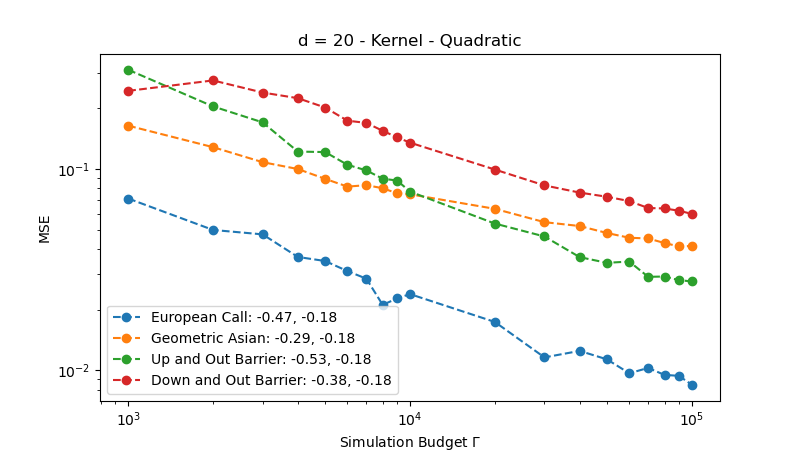 d = 20 - Kernel - Quadratic
MSE
10⁻¹
10⁻²
European Call: -0.47, -0.18
Geometric Asian: -0.29, -0.18
Up and Out Barrier: -0.53, -0.18
Down and Out Barrier: -0.38, -0.18
10³
10⁴
10⁵
Simulation Budget Γ